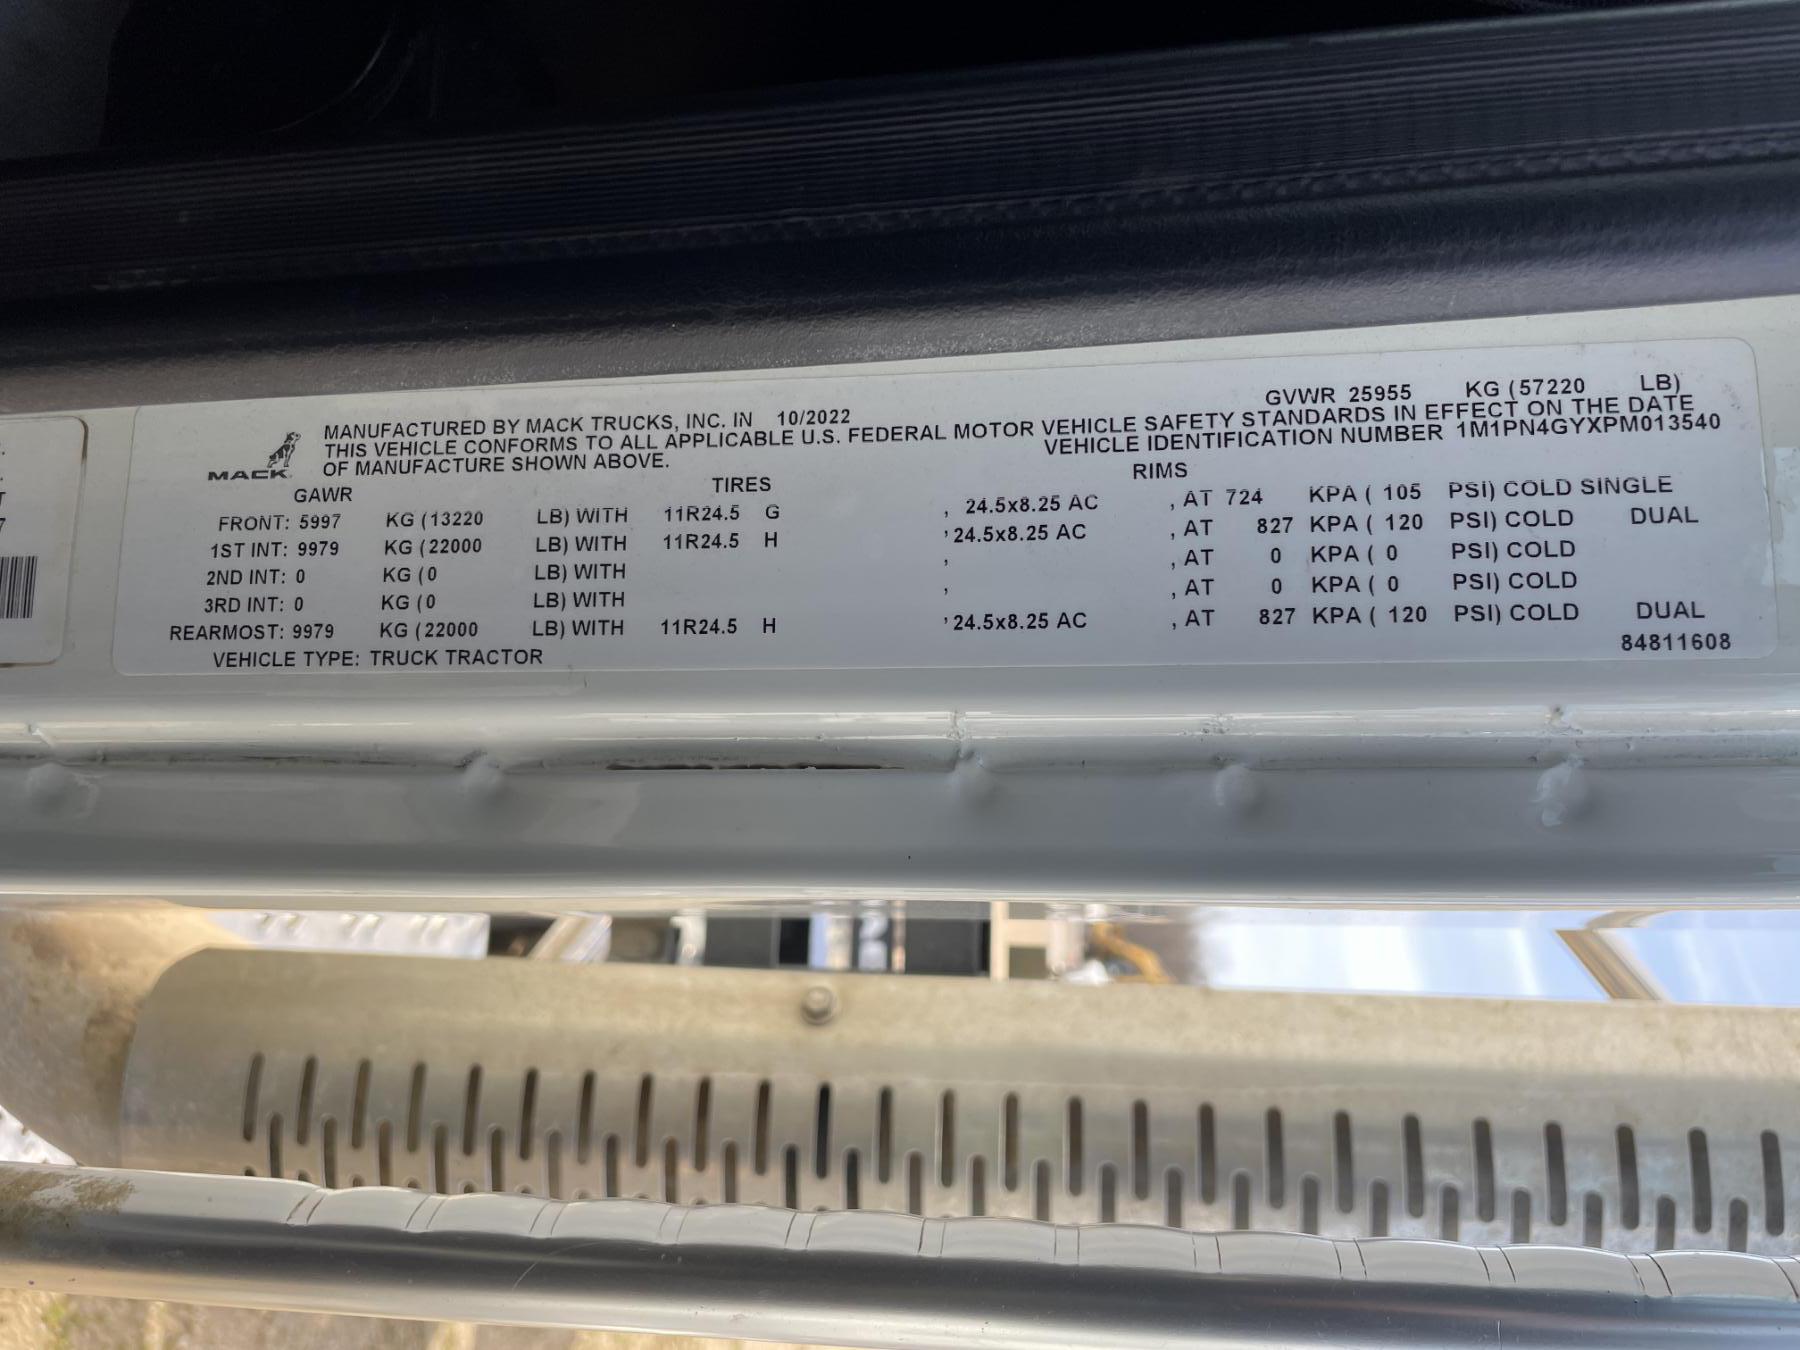 GVWR 25955 KG (57220 LB)
MANUFACTURED BY MACK TRUCKS, INC. IN 10/2022
THIS VEHICLE CONFORMS TO ALL APPLICABLE U.S. FEDERAL MOTOR VEHICLE SAFETY STANDARDS IN EFFECT ON THE DATE
OF MANUFACTURE SHOWN ABOVE. VEHICLE IDENTIFICATION NUMBER 1M1PN4GYXPM013540
MACK
GAWR TIRES RIMS
FRONT: 5997 KG (13220 LB) WITH 11R24.5 G , 24.5x8.25 AC , AT 724 KPA ( 105 PSI) COLD SINGLE
1ST INT: 9979 KG (22000 LB) WITH 11R24.5 H , 24.5x8.25 AC , AT 827 KPA ( 120 PSI) COLD DUAL
2ND INT: 0 KG (0 LB) WITH , , AT 0 KPA ( 0 PSI) COLD
3RD INT: 0 KG (0 LB) WITH , , AT 0 KPA ( 0 PSI) COLD
REARMOST: 9979 KG (22000 LB) WITH 11R24.5 H , 24.5x8.25 AC , AT 827 KPA ( 120 PSI) COLD DUAL
VEHICLE TYPE: TRUCK TRACTOR 84811608